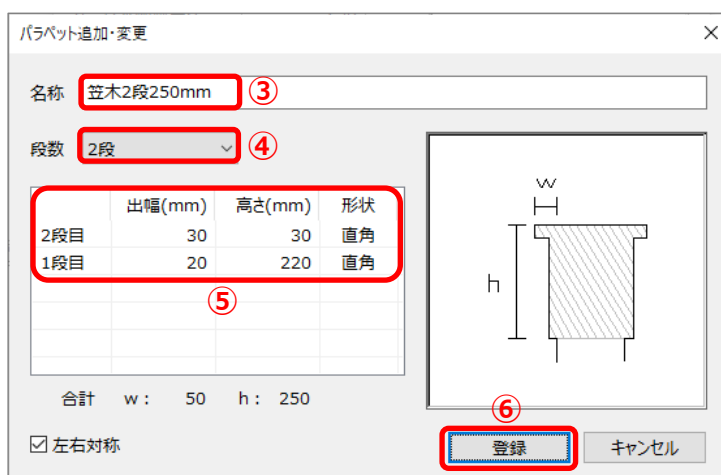 パラペット追加・変更
名称 笠木2段250mm ③
段数 2段 ④
出幅(mm) 高さ(mm) 形状
2段目 30 30 直角
1段目 20 220 直角
⑤
w
h
合計 w: 50 h: 250
⑥
左右対称 登録 キャンセル